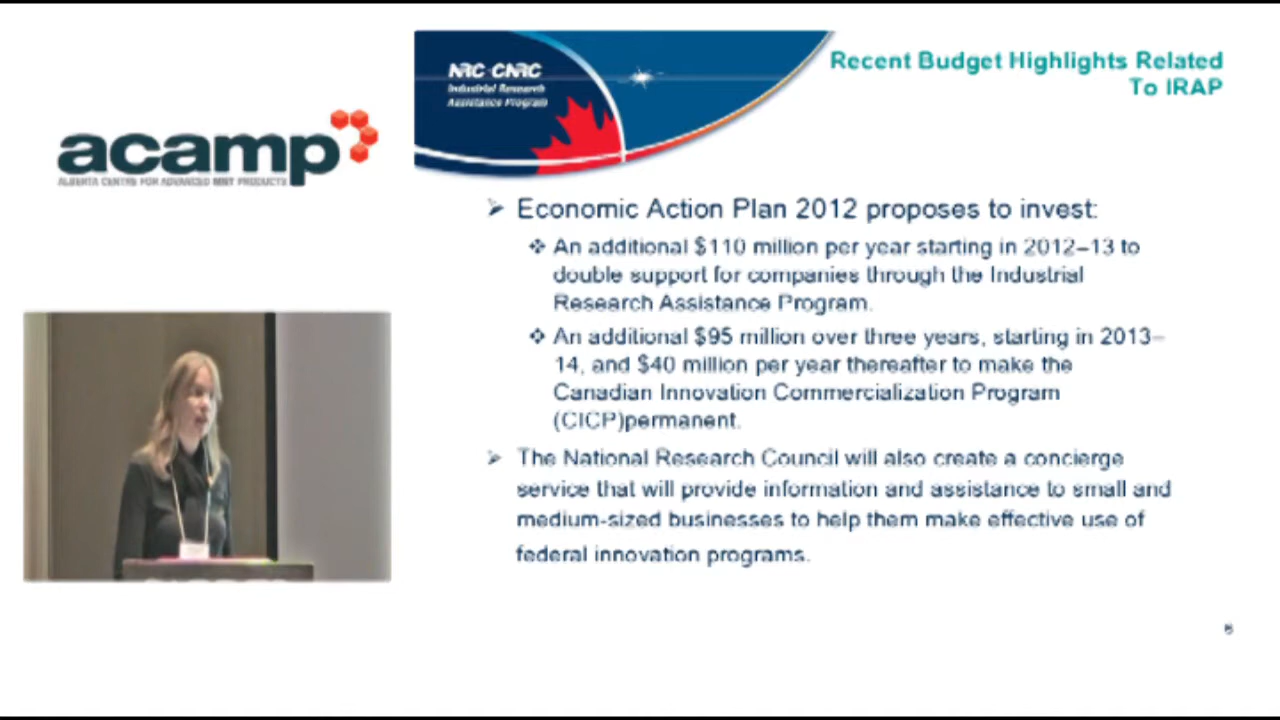 acamp
ALBERTA CENTRE FOR ADVANCED MNT PRODUCTS
NRC·CNRC
Industrial Research
Assistance Program
Recent Budget Highlights Related
To IRAP
Economic Action Plan 2012 proposes to invest:
An additional $110 million per year starting in 2012–13 to
double support for companies through the Industrial
Research Assistance Program.
An additional $95 million over three years, starting in 2013–
14, and $40 million per year thereafter to make the
Canadian Innovation Commercialization Program
(CICP)permanent.
The National Research Council will also create a concierge
service that will provide information and assistance to small and
medium-sized businesses to help them make effective use of
federal innovation programs.